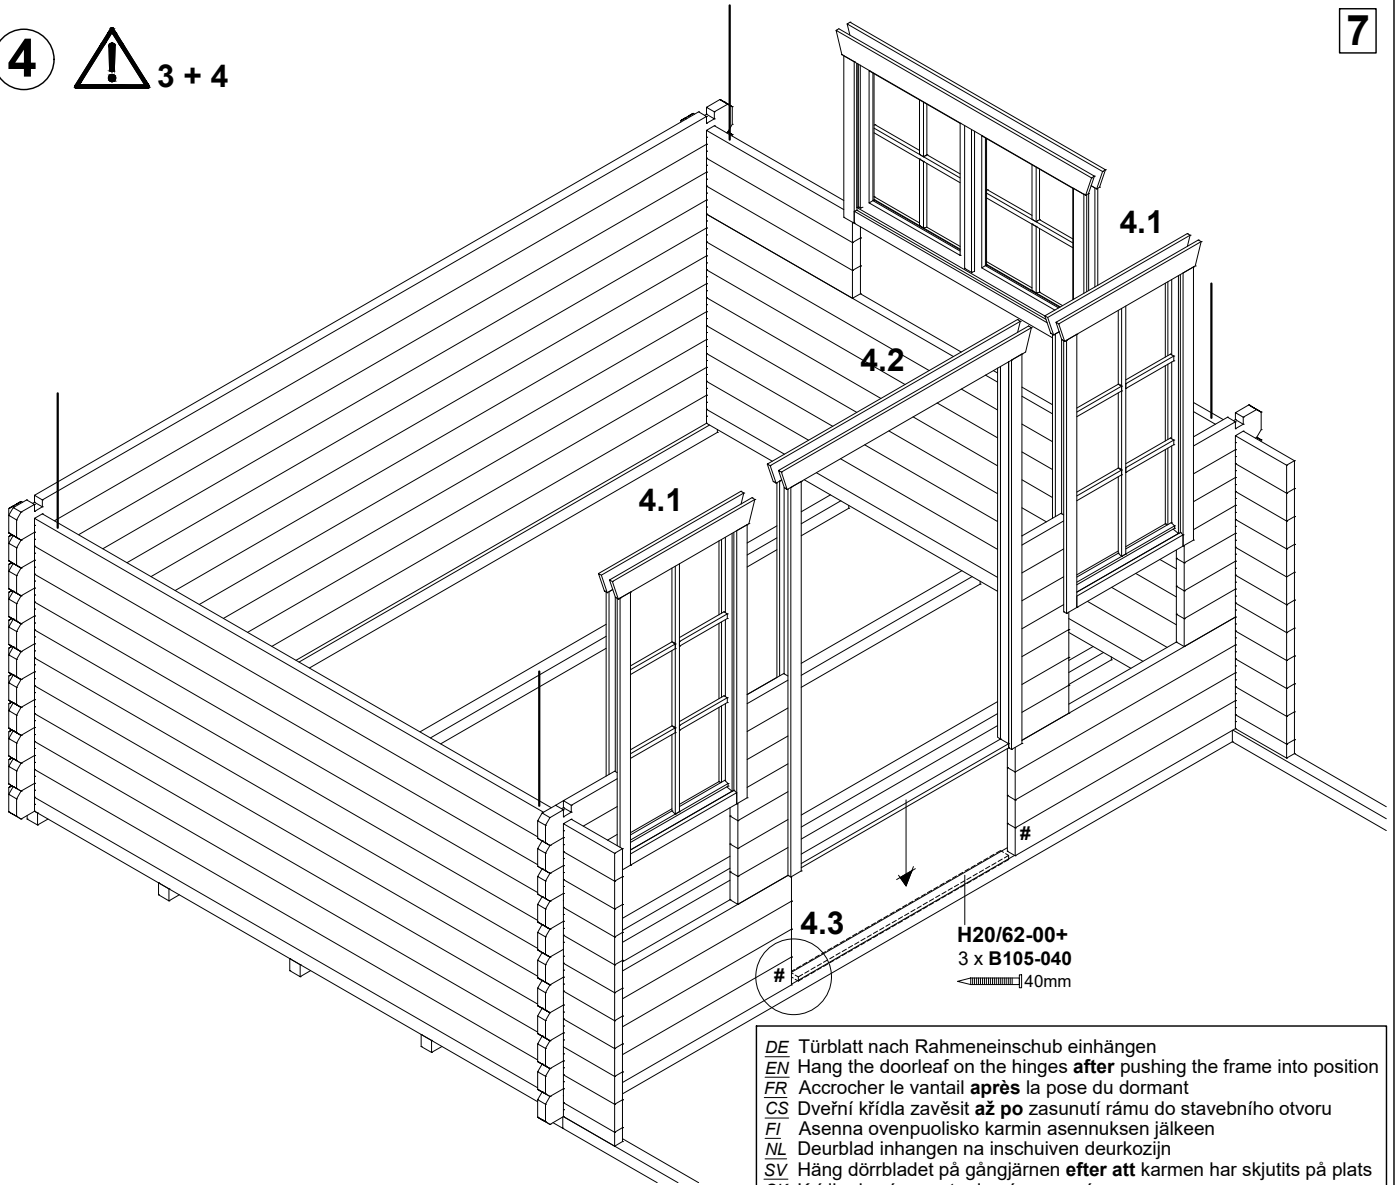 4
3 + 4
7
4.1
4.2
4.1
#
4.3
#
H20/62-00+
3 x B105-040
40mm
DE Türblatt nach Rahmeneinschub einhängen
EN Hang the doorleaf on the hinges after pushing the frame into position
FR Accrocher le vantail après la pose du dormant
CS Dveřní křídla zavěsit až po zasunutí rámu do stavebního otvoru
FI Asenna ovenpuolisko karmin asennuksen jälkeen
NL Deurblad inhangen na inschuiven deurkozijn
SV Häng dörrbladet på gångjärnen efter att karmen har skjutits på plats